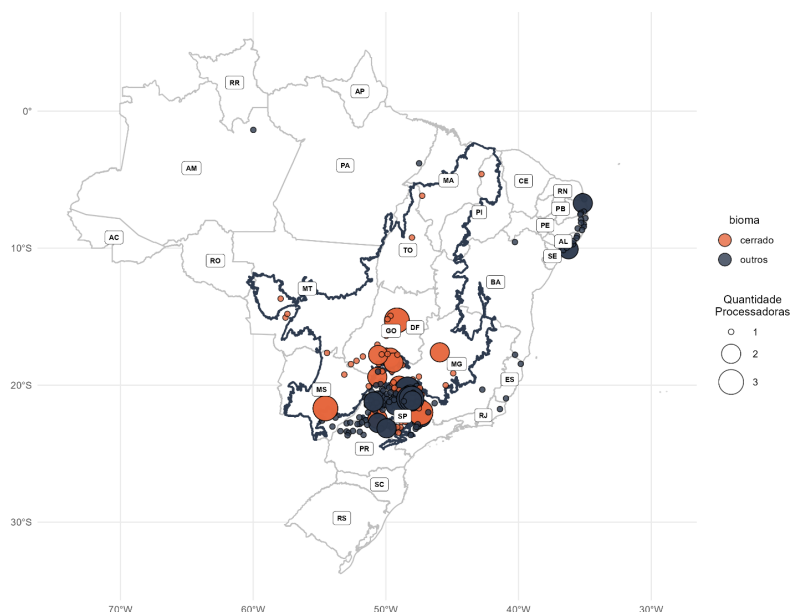 RR
AP
0°
AM
PA
MA
CE
RN
PB
PI
PE
AC
AL
TO
RO
SE
10°S
BA
MT
GO
DF
MG
20°S
MS
ES
SP
RJ
PR
SC
RS
30°S
70°W
60°W
50°W
40°W
30°W
bioma
cerrado
outros
Quantidade
Processadoras
1
2
3